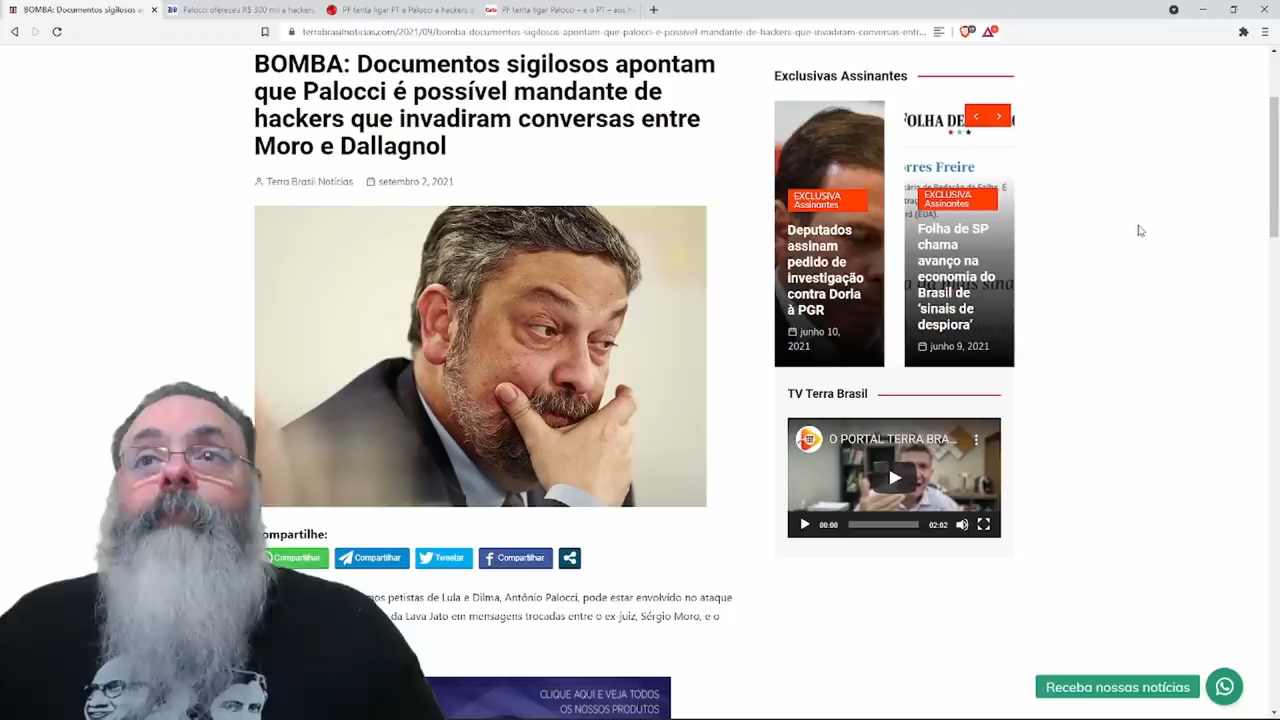 BOMBA: Documentos sigilosos a
Palocci ofereceu R$ 300 mil a hackers
PF tenta ligar PT e Palocci a hackers
PF tenta ligar Palocci – e o PT – aos
terrabrasilnoticias.com/2021/09/bomba-documentos-sigilosos-apontam-que-palocci-e-possivel-mandante-de-hackers-que-invadiram-conversas-entr...
BOMBA: Documentos sigilosos apontam
que Palocci é possível mandante de
hackers que invadiram conversas entre
Moro e Dallagnol
Terra Brasil Notícias
setembro 2, 2021
Compartilhar
Compartilhar
Tweetar
Compartilhar
ompartilhe:
nos petistas de Lula e Dilma, Antônio Palocci, pode estar envolvido no ataque
da Lava Jato em mensagens trocadas entre o ex-juiz, Sérgio Moro, e o
CLIQUE AQUI E VEJA TODOS
OS NOSSOS PRODUTOS
Exclusivas Assinantes
EXCLUSIVA
Assinantes
Deputados
assinam
pedido de
investigação
contra Doria
à PGR
junho 10,
2021
FOLHA DE
orres Freire
EXCLUSIVA
Assinantes
Folha de SP
chama
avanço na
economia do
Brasil de
‘sinais de
despiora’
junho 9, 2021
TV Terra Brasil
O PORTAL TERRA BRA...
00:00
02:02
Receba nossas notícias